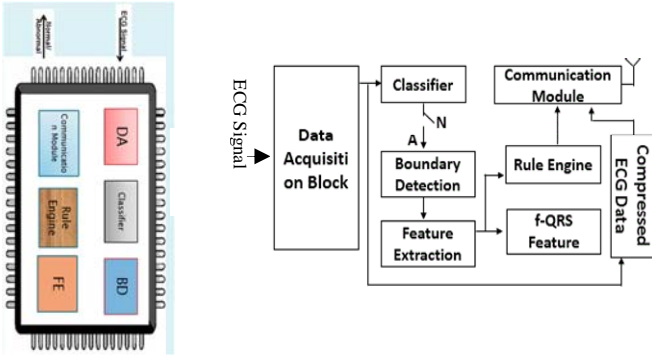 Normal/
Abnormal
ECG Signal
Communicatio
n Module
DA
Rule
Engine
Classifier
FE
BD
ECG Signal
Data
Acquisiti
on Block
Classifier
N
A
Boundary
Detection
Feature
Extraction
Communication
Module
Rule Engine
f-QRS
Feature
Compressed
ECG Data